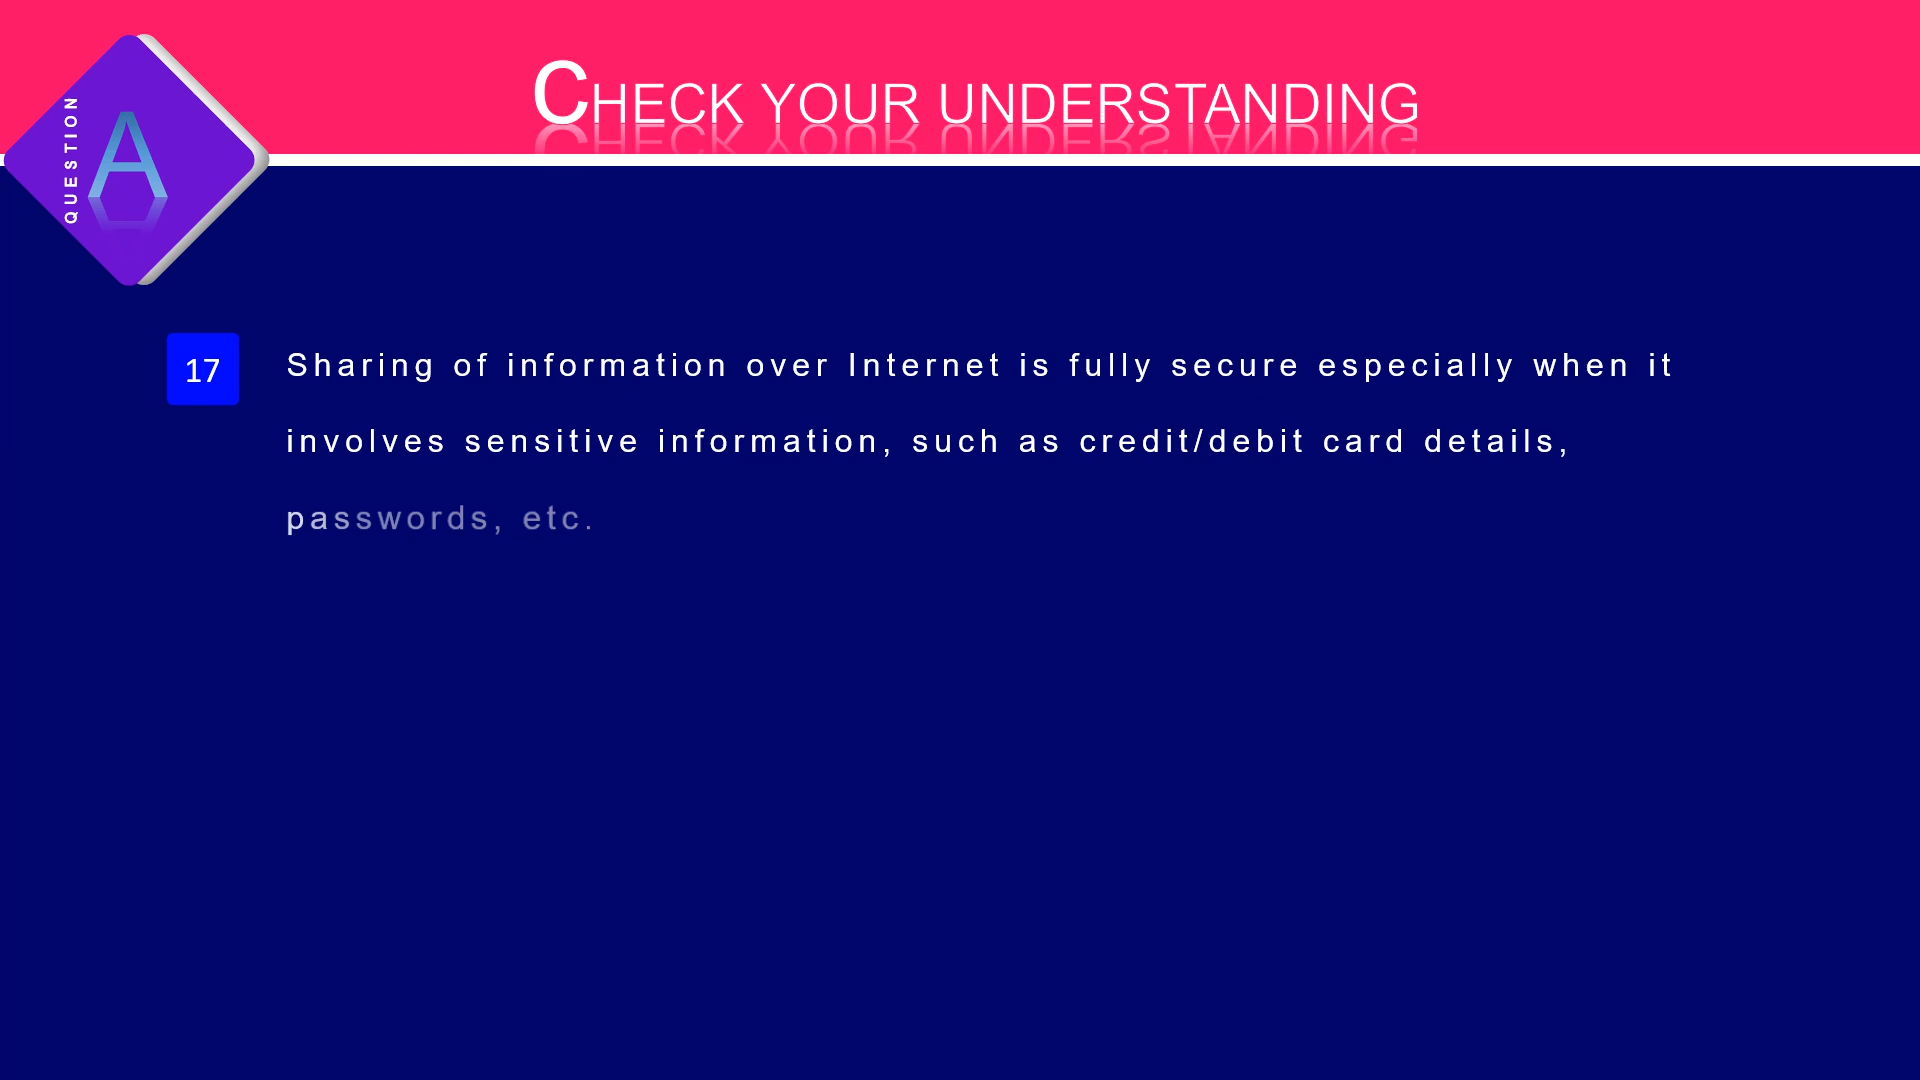 CHECK YOUR UNDERSTANDING
QUESTION
A
17
Sharing of information over Internet is fully secure especially when it
involves sensitive information, such as credit/debit card details,
passwords, etc.